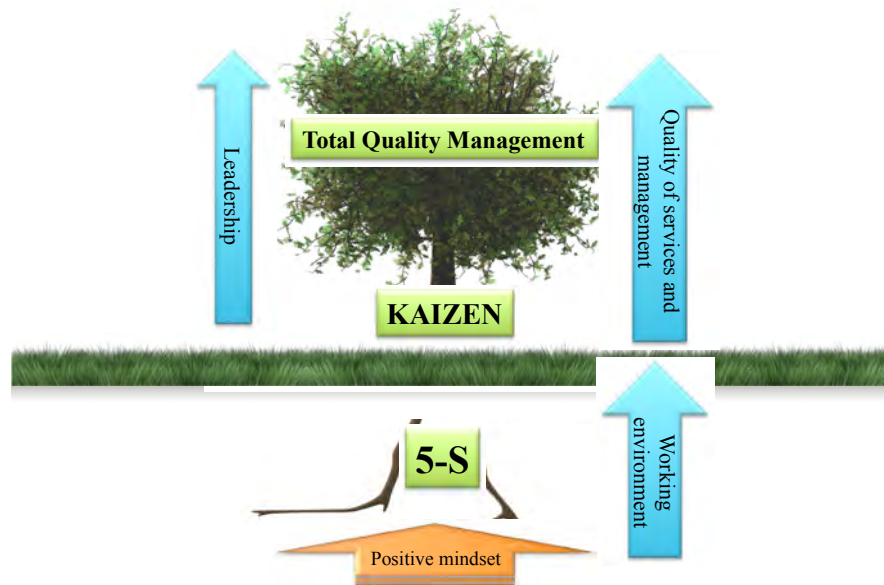 Total Quality Management
Leadership
Quality of services and
management
KAIZEN
5-S
Working
environment
Positive mindset